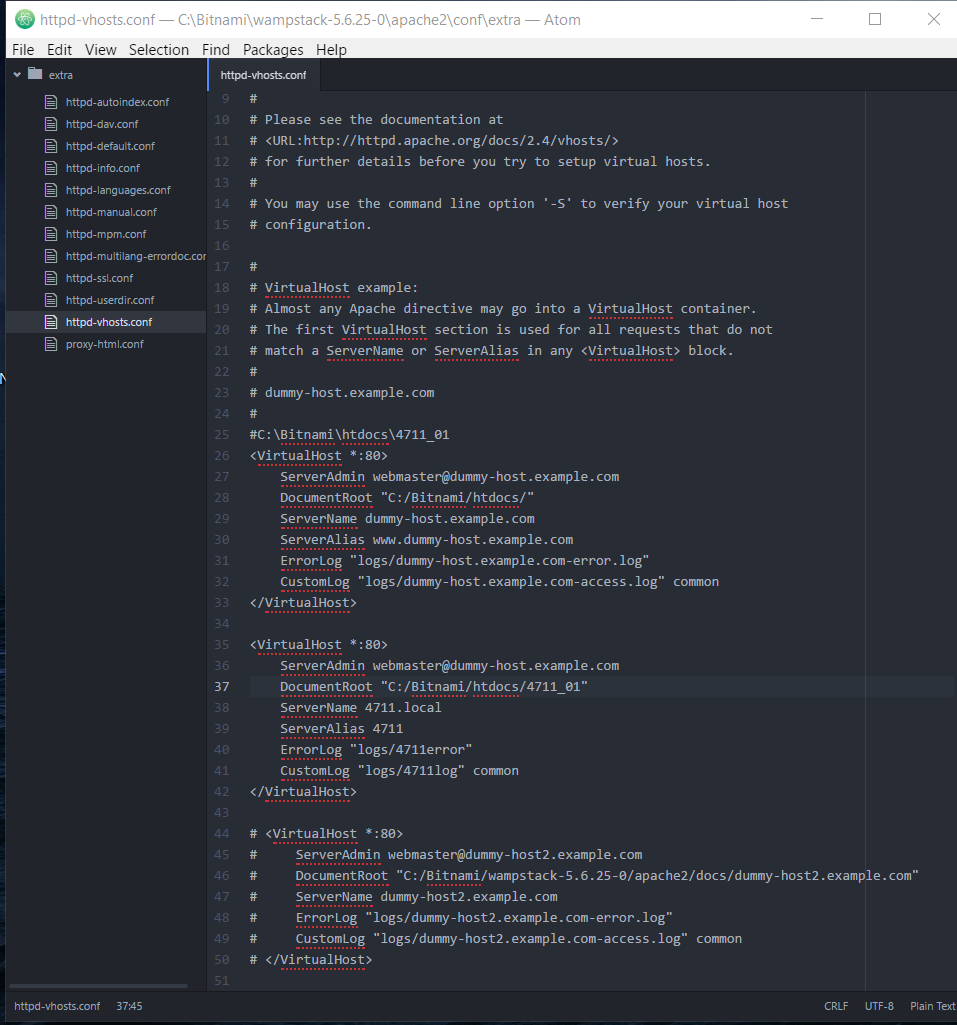 httpd-vhosts.conf — C:\Bitnami\wampstack-5.6.25-0\apache2\conf\extra — Atom
File Edit View Selection Find Packages Help
extra
httpd-autoindex.conf
httpd-dav.conf
httpd-default.conf
httpd-info.conf
httpd-languages.conf
httpd-manual.conf
httpd-mpm.conf
httpd-multilang-errordoc.cor
httpd-ssl.conf
httpd-userdir.conf
httpd-vhosts.conf
proxy-html.conf
httpd-vhosts.conf
9 #
10 # Please see the documentation at
11 # <URL:http://httpd.apache.org/docs/2.4/vhosts/>
12 # for further details before you try to setup virtual hosts.
13 #
14 # You may use the command line option '-S' to verify your virtual host
15 # configuration.
16
17 #
18 # VirtualHost example:
19 # Almost any Apache directive may go into a VirtualHost container.
20 # The first VirtualHost section is used for all requests that do not
21 # match a ServerName or ServerAlias in any <VirtualHost> block.
22 #
23 # dummy-host.example.com
24 #
25 #C:\Bitnami\htdocs\4711_01
26 <VirtualHost *:80>
27     ServerAdmin webmaster@dummy-host.example.com
28     DocumentRoot "C:/Bitnami/htdocs/"
29     ServerName dummy-host.example.com
30     ServerAlias www.dummy-host.example.com
31     ErrorLog "logs/dummy-host.example.com-error.log"
32     CustomLog "logs/dummy-host.example.com-access.log" common
33 </VirtualHost>
34
35 <VirtualHost *:80>
36     ServerAdmin webmaster@dummy-host.example.com
37     DocumentRoot "C:/Bitnami/htdocs/4711_01"
38     ServerName 4711.local
39     ServerAlias 4711
40     ErrorLog "logs/4711error"
41     CustomLog "logs/4711log" common
42 </VirtualHost>
43
44 # <VirtualHost *:80>
45 #     ServerAdmin webmaster@dummy-host2.example.com
46 #     DocumentRoot "C:/Bitnami/wampstack-5.6.25-0/apache2/docs/dummy-host2.example.com"
47 #     ServerName dummy-host2.example.com
48 #     ErrorLog "logs/dummy-host2.example.com-error.log"
49 #     CustomLog "logs/dummy-host2.example.com-access.log" common
50 # </VirtualHost>
51
httpd-vhosts.conf 37:45 CRLF UTF-8 Plain Text